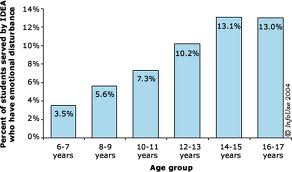 Percent of students served by IDEA
who have emotional disturbance
14%
12%
10%
8%
6%
4%
2%
0%
3.5%
5.6%
7.3%
10.2%
13.1%
13.0%
6-7
years
8-9
years
10-11
years
12-13
years
14-15
years
16-17
years
Age group
© InfoUse 2004